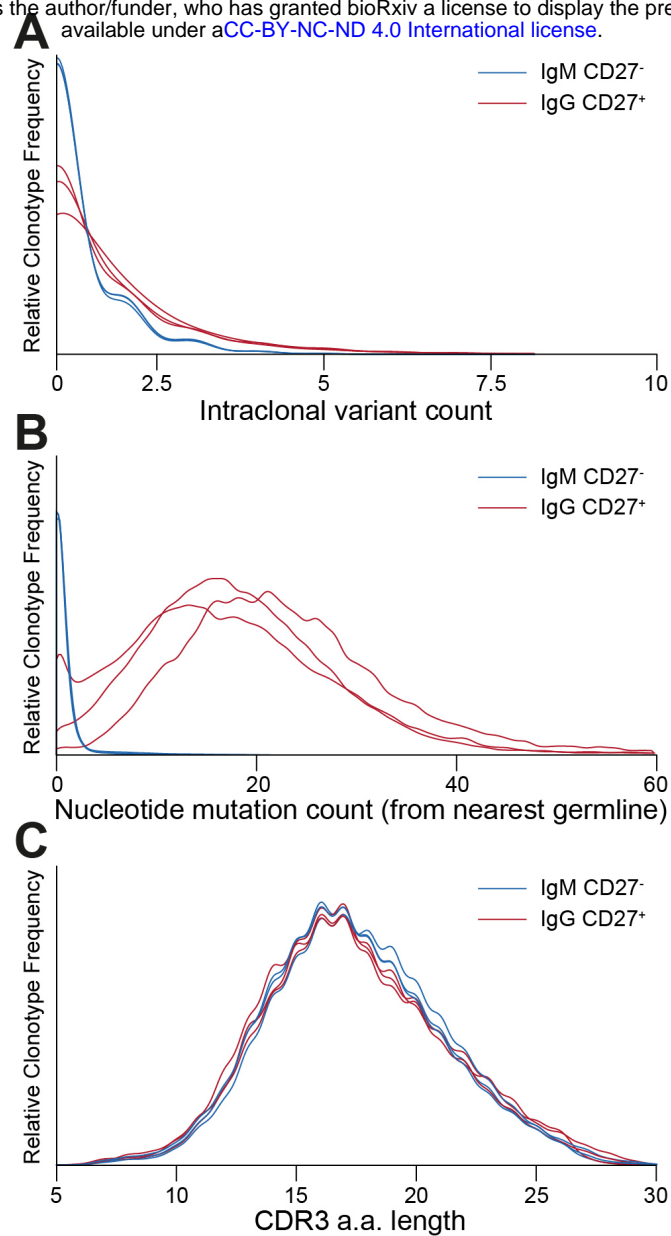 s the author/funder, who has granted bioRxiv a license to display the pre
available under aCC-BY-NC-ND 4.0 International license.
A
Relative Clonotype Frequency
IgM CD27-
IgG CD27+
0 2.5 5 7.5 10
Intraclonal variant count
B
Relative Clonotype Frequency
IgM CD27-
IgG CD27+
0 20 40 60
Nucleotide mutation count (from nearest germline)
C
Relative Clonotype Frequency
IgM CD27-
IgG CD27+
5 10 15 20 25 30
CDR3 a.a. length